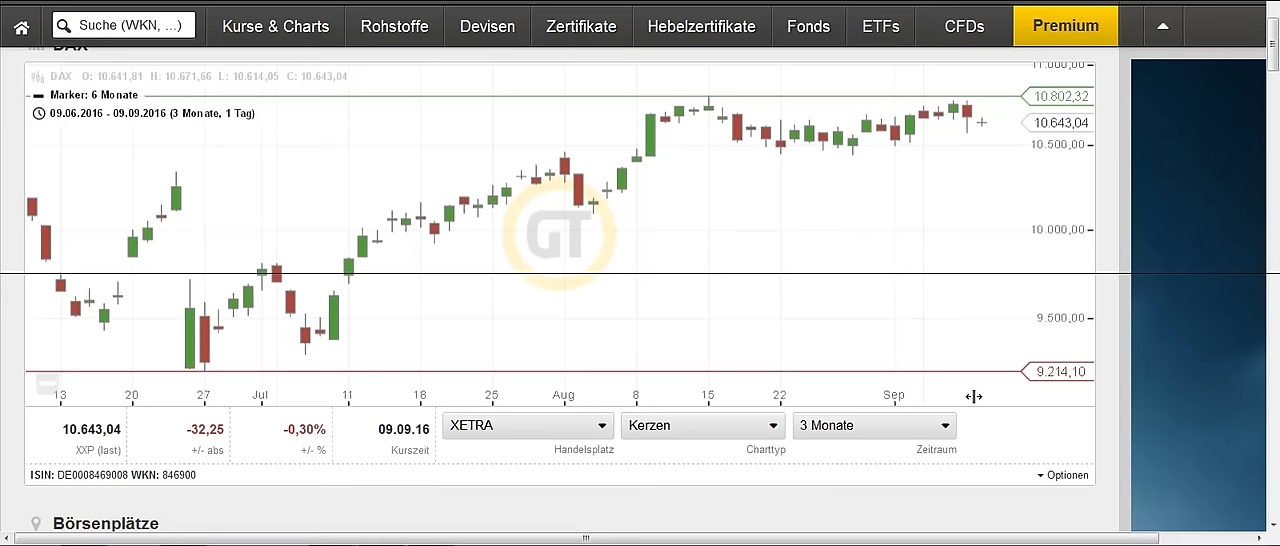 Suche (WKN, ...) Kurse & Charts Rohstoffe Devisen Zertifikate Hebelzertifikate Fonds ETFs CFDs Premium
DAX
11.000,00
DAX O: 10.641,81 H: 10.671,66 L: 10.614,05 C: 10.643,04
Marker: 6 Monate
10.802,32
09.06.2016 - 09.09.2016 (3 Monate, 1 Tag)
10.643,04
10.500,00
GT
10.000,00
9.500,00
9.214,10
13 20 27 Jul 11 18 25 Aug 8 15 22 Sep
10.643,04 -32,25 -0,30% 09.09.16 XETRA Kerzen 3 Monate
XXP (last) +/- abs +/- % Kurszeit Handelsplatz Charttyp Zeitraum
ISIN: DE0008469008 WKN: 846900 Optionen
Börsenplätze